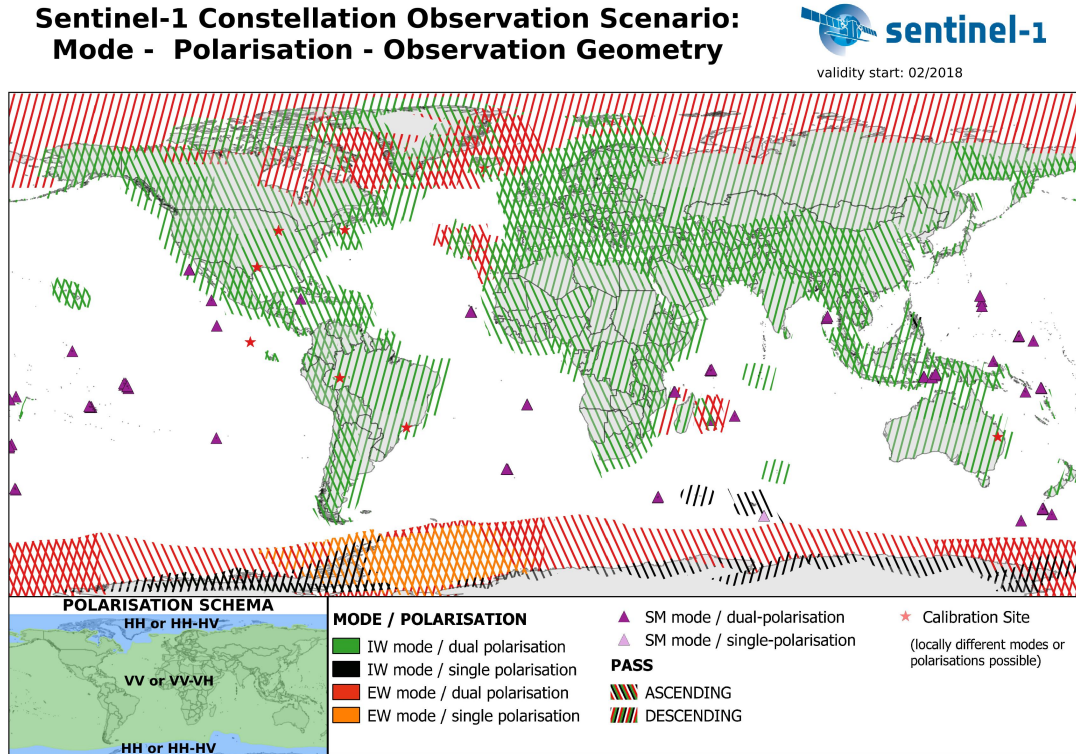 Sentinel-1 Constellation Observation Scenario:
Mode -  Polarisation - Observation Geometry
sentinel-1
validity start: 02/2018
POLARISATION SCHEMA
HH or HH-HV
VV or VV-VH
HH or HH-HV
MODE / POLARISATION
IW mode / dual polarisation
IW mode / single polarisation
EW mode / dual polarisation
EW mode / single polarisation
SM mode / dual-polarisation
SM mode / single-polarisation
PASS
ASCENDING
DESCENDING
Calibration Site
(locally different modes or
polarisations possible)